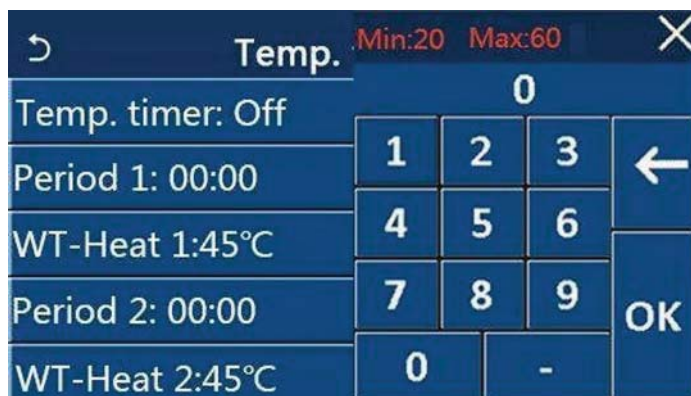 Temp.
Temp. timer: Off
Period 1: 00:00
WT-Heat 1:45℃
Period 2: 00:00
WT-Heat 2:45℃
Min:20 Max:60
0
1 2 3
4 5 6
7 8 9
0 -
OK